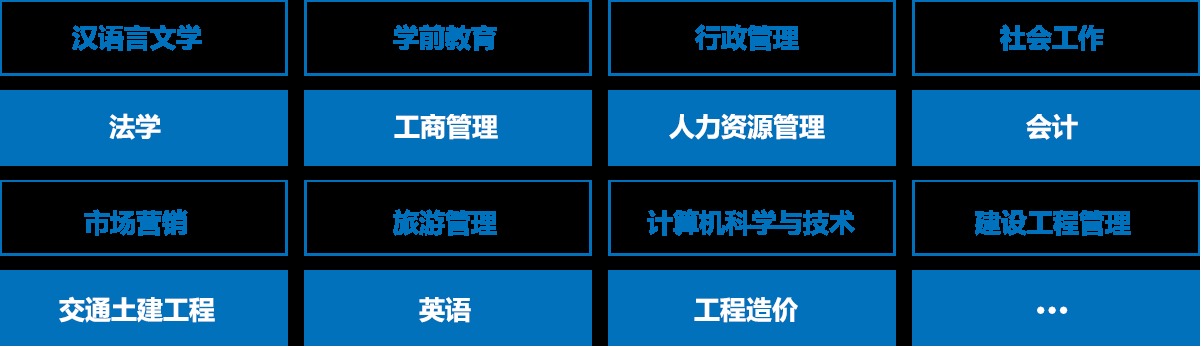 汉语言文学 学前教育 行政管理 社会工作
法学 工商管理 人力资源管理 会计
市场营销 旅游管理 计算机科学与技术 建设工程管理
交通土建工程 英语 工程造价 ···